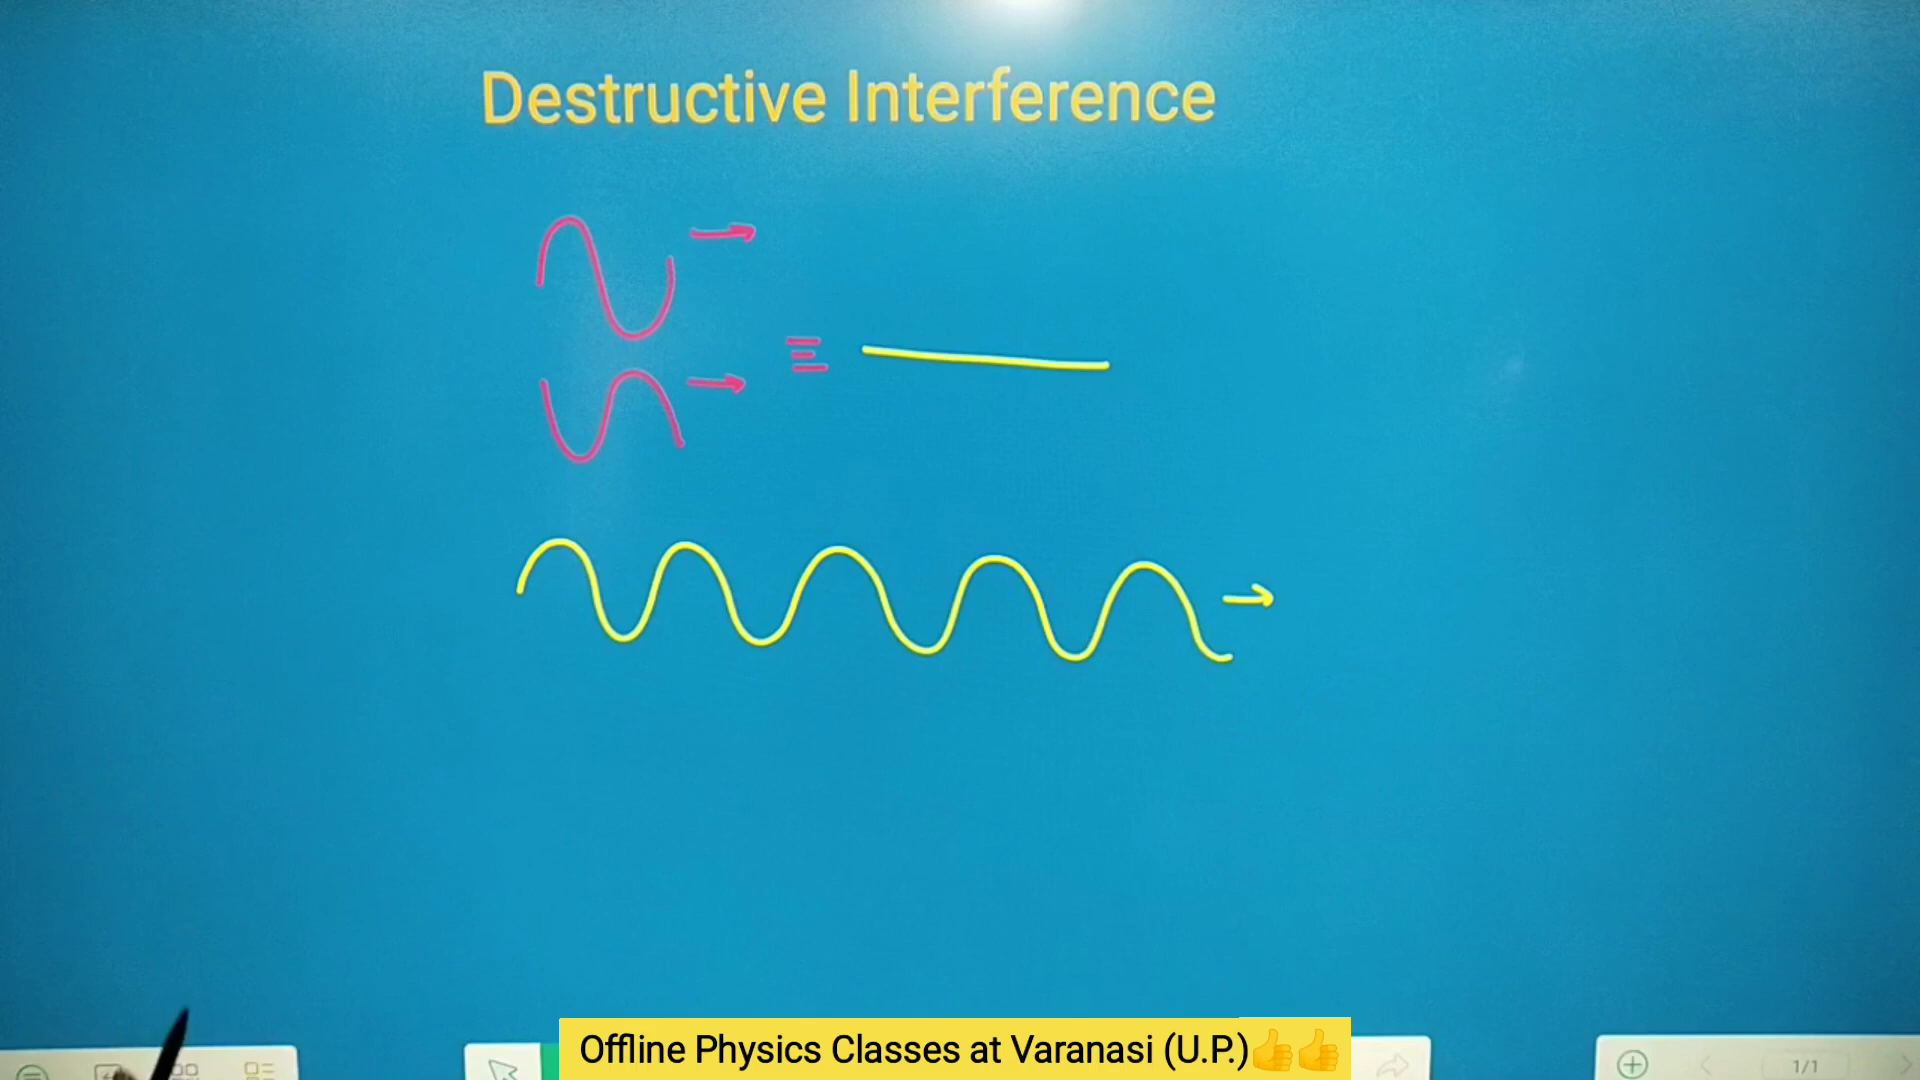 Destructive Interference
Offline Physics Classes at Varanasi (U.P.)👍👍
1/1